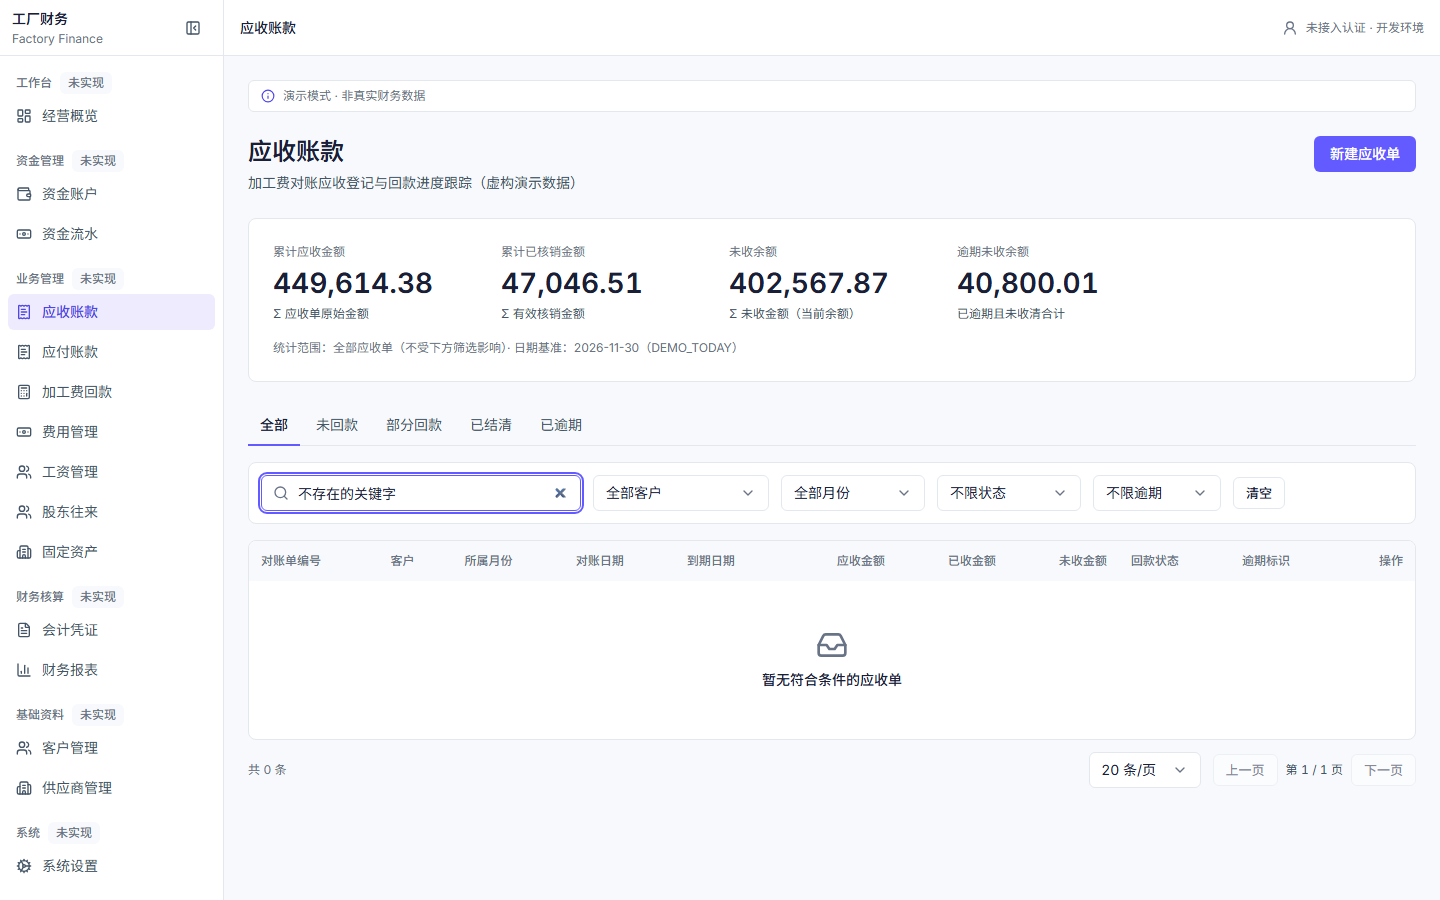 工厂财务
Factory Finance
应收账款
未接入认证 · 开发环境
工作台 未实现
经营概览
资金管理 未实现
资金账户
资金流水
业务管理 未实现
应收账款
应付账款
加工费回款
费用管理
工资管理
股东往来
固定资产
财务核算 未实现
会计凭证
财务报表
基础资料 未实现
客户管理
供应商管理
系统 未实现
系统设置
演示模式 · 非真实财务数据
应收账款
新建应收单
加工费对账应收登记与回款进度跟踪（虚构演示数据）
累计应收金额 累计已核销金额 未收余额 逾期未收余额
449,614.38 47,046.51 402,567.87 40,800.01
Σ 应收单原始金额 Σ 有效核销金额 Σ 未收金额（当前余额） 已逾期且未收清合计
统计范围：全部应收单（不受下方筛选影响）· 日期基准：2026-11-30（DEMO_TODAY）
全部 未回款 部分回款 已结清 已逾期
不存在的关键字 全部客户 全部月份 不限状态 不限逾期 清空
对账单编号 客户 所属月份 对账日期 到期日期 应收金额 已收金额 未收金额 回款状态 逾期标识 操作
暂无符合条件的应收单
共 0 条 20 条/页 上一页 第 1 / 1 页 下一页